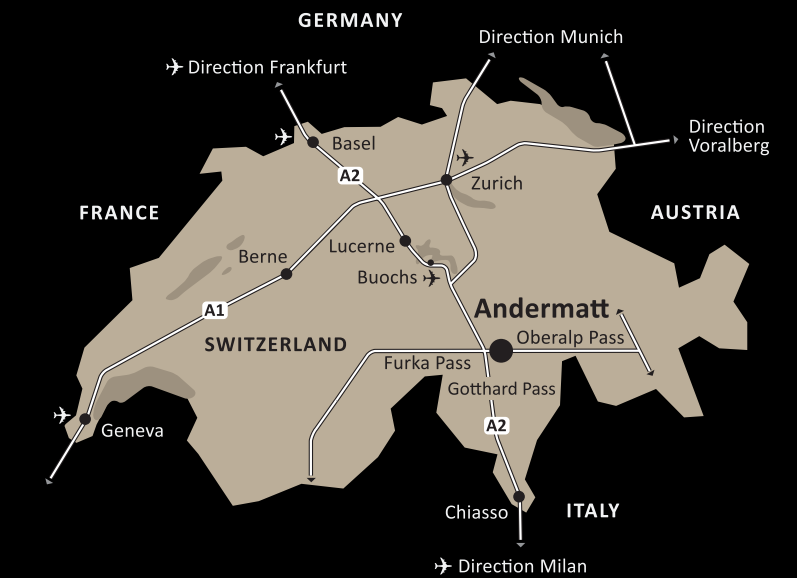 GERMANY
Direction Munich
Direction Frankfurt
Direction
Voralberg
Basel
A2
Zurich
FRANCE
AUSTRIA
Lucerne
Berne
Buochs
A1
Andermatt
Oberalp Pass
SWITZERLAND
Furka Pass
Gotthard Pass
A2
Geneva
Chiasso
ITALY
Direction Milan